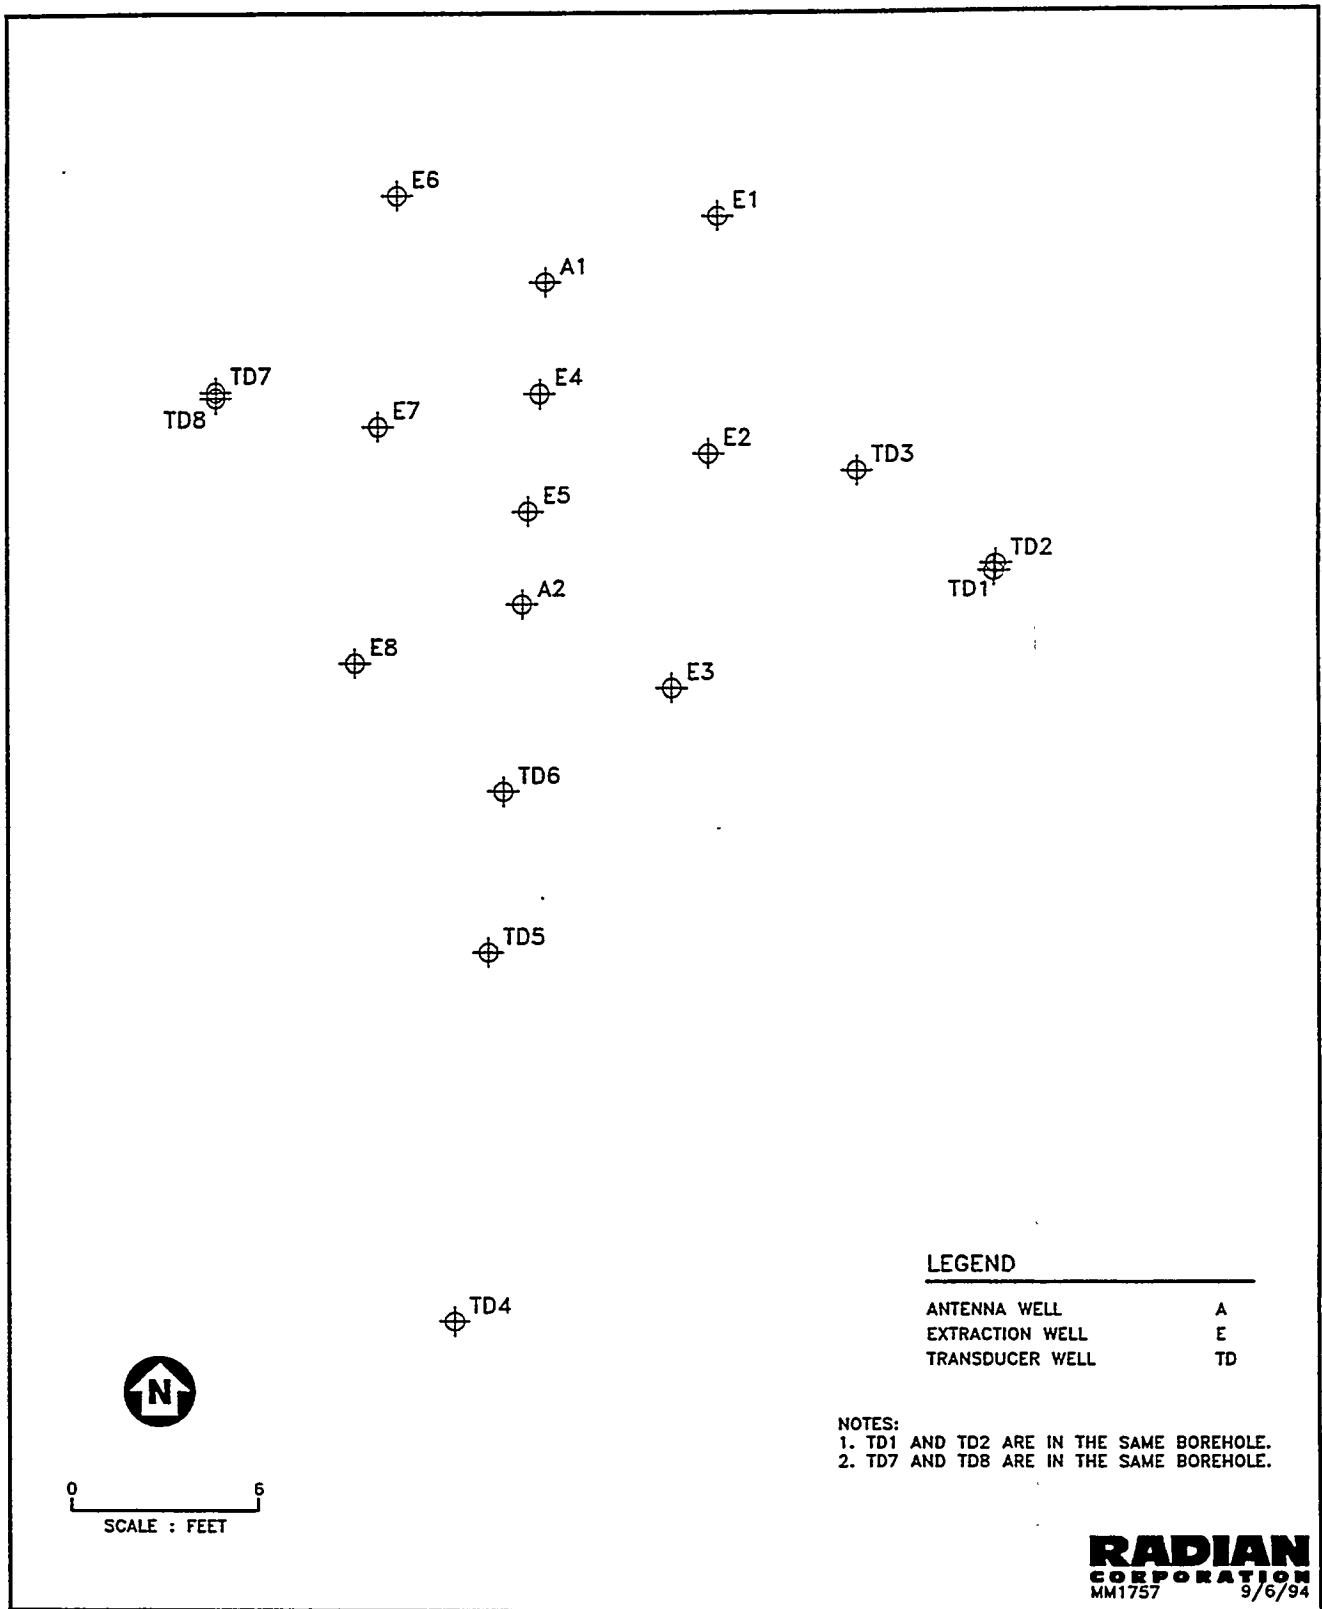 E6
E1
A1
TD7
E4
TD8
E7
E2
TD3
E5
TD2
TD1
A2
E8
E3
TD6
TD5
LEGEND
TD4
ANTENNA WELL A
EXTRACTION WELL E
TRANSDUCER WELL TD
N
NOTES:
1. TD1 AND TD2 ARE IN THE SAME BOREHOLE.
2. TD7 AND TD8 ARE IN THE SAME BOREHOLE.
0 6
SCALE : FEET
RADIAN
CORPORATION
MM1757 9/6/94